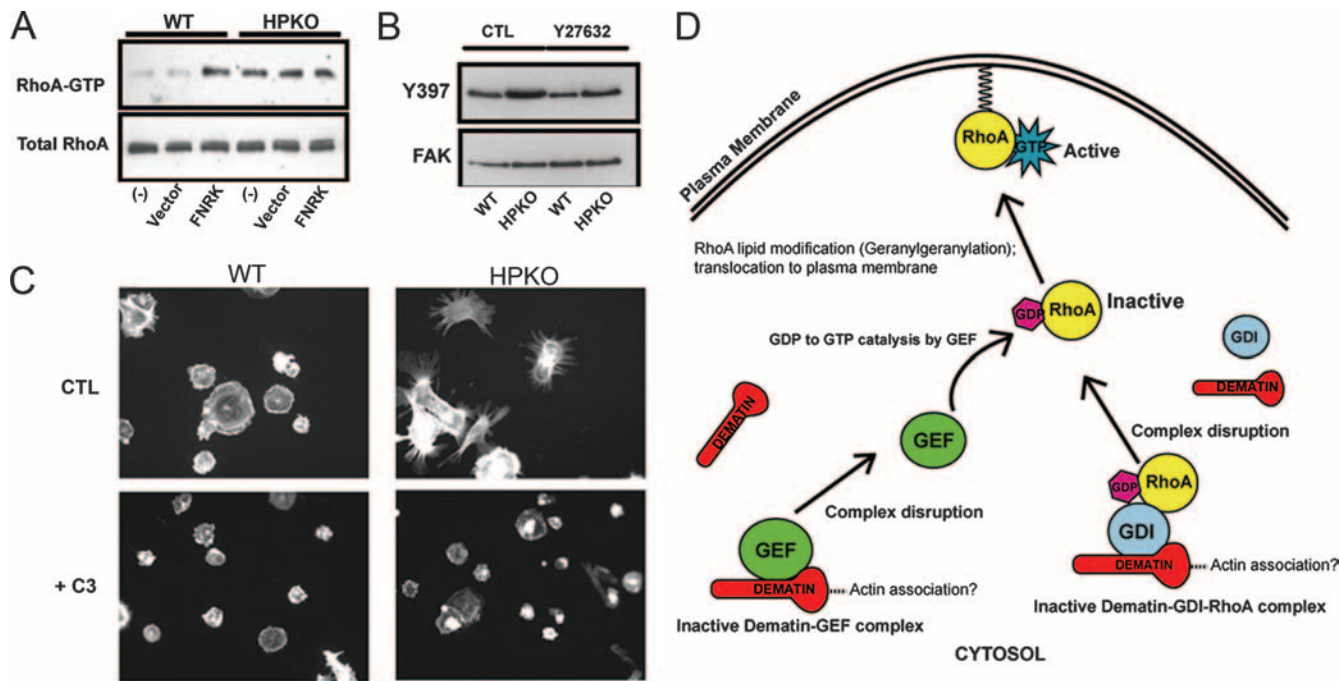 A
WT
HPKO
RhoA-GTP
Total RhoA
(-)
Vector
FNRK
(-)
Vector
FNRK
B
CTL
Y27632
Y397
FAK
WT
HPKO
WT
HPKO
C
WT
HPKO
CTL
+ C3
D
Plasma Membrane
RhoA
GTP
Active
RhoA lipid modification (Geranylgeranylation);
translocation to plasma membrane
GDP
RhoA
Inactive
GDP to GTP catalysis by GEF
GDI
DEMATIN
DEMATIN
GEF
Complex disruption
Complex disruption
GDP
RhoA
GDI
DEMATIN
Actin association?
Inactive Dematin-GDI-RhoA complex
GEF
DEMATIN
Actin association?
Inactive Dematin-GEF complex
CYTOSOL